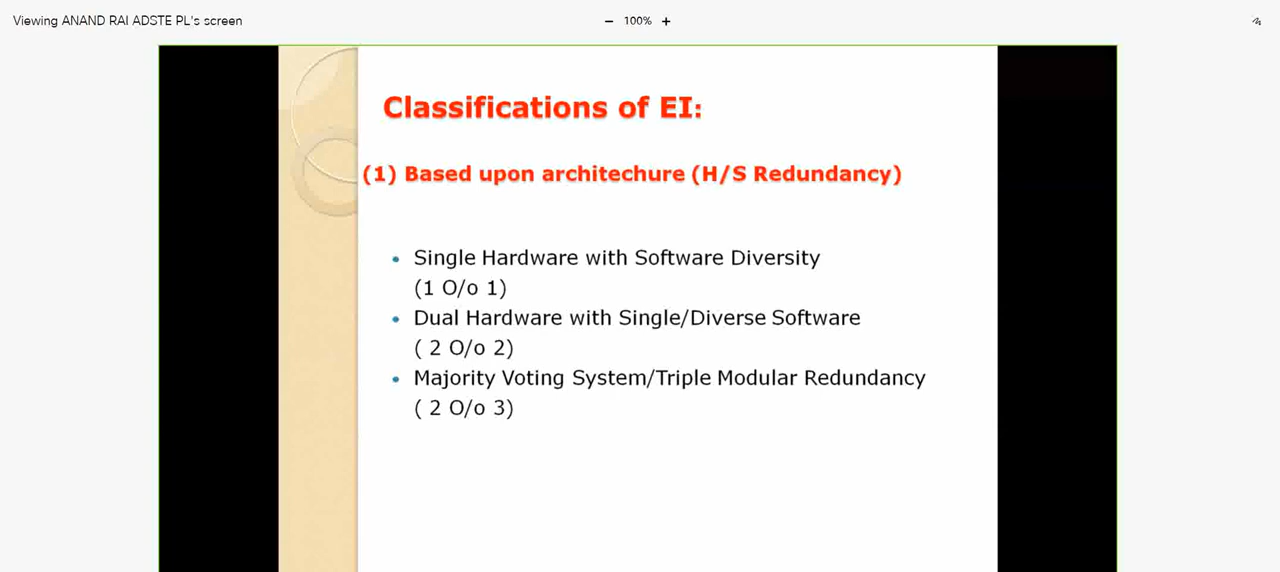 Viewing ANAND RAI ADSTE PL's screen
− 100% +
Classifications of EI:
(1) Based upon architechure (H/S Redundancy)
• Single Hardware with Software Diversity
(1 O/o 1)
• Dual Hardware with Single/Diverse Software
( 2 O/o 2)
• Majority Voting System/Triple Modular Redundancy
( 2 O/o 3)